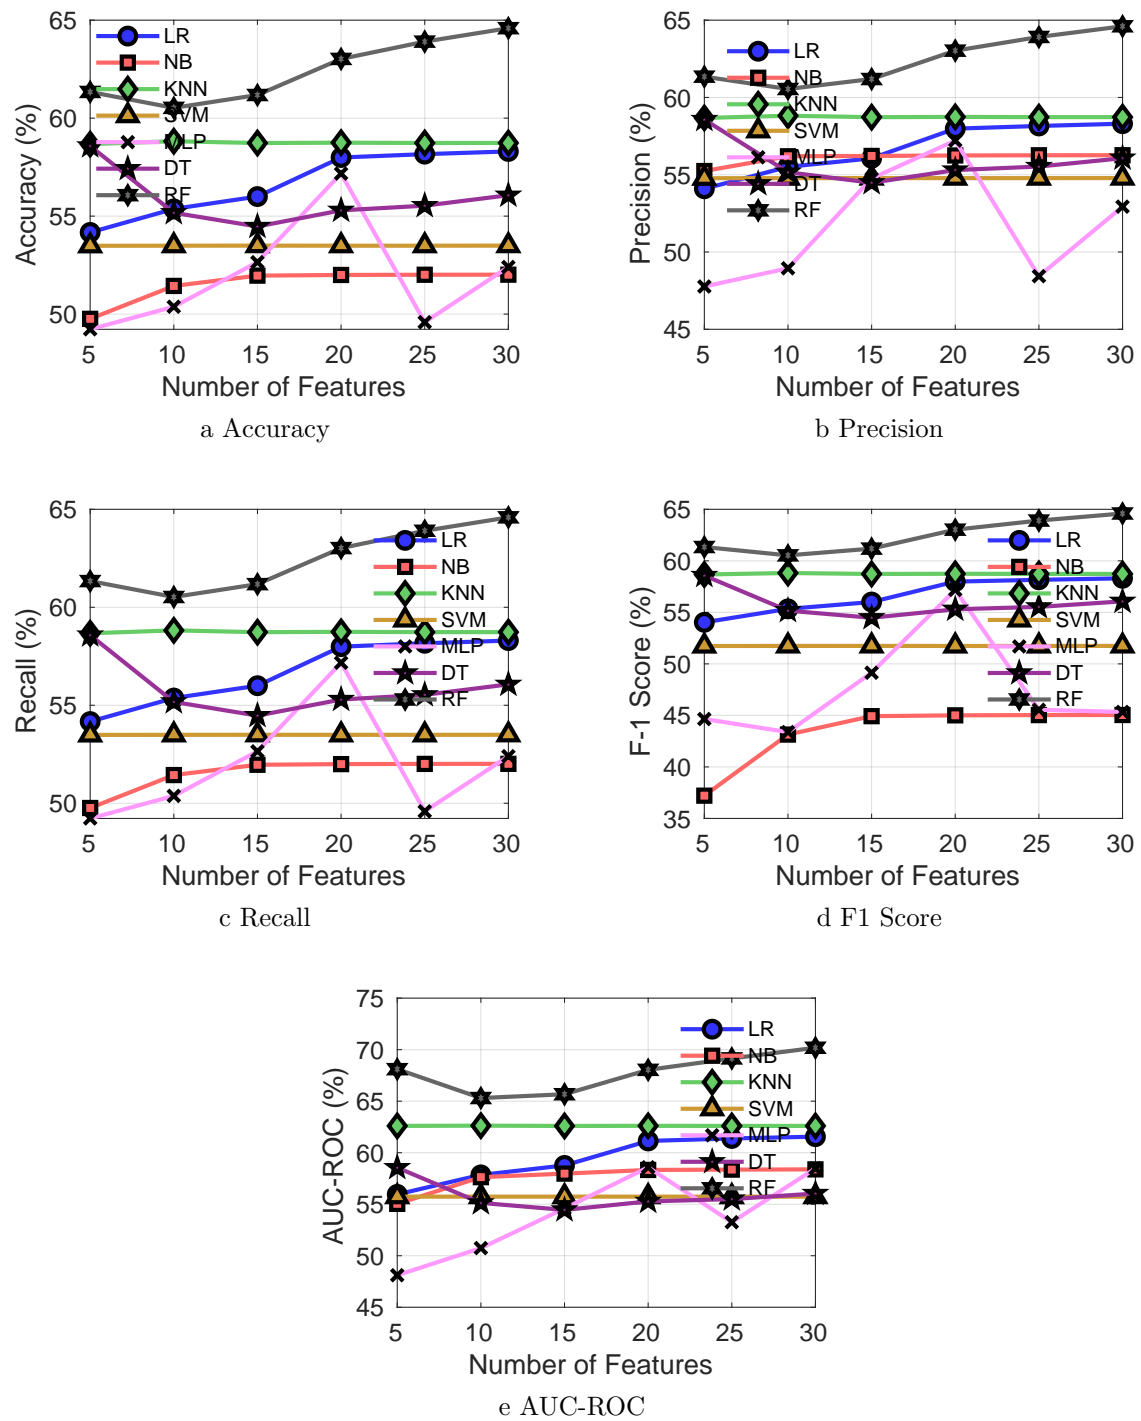 65
60
55
50
Accuracy (%)
LR
NB
KNN
SVM
MLP
DT
RF
5 10 15 20 25 30
Number of Features
a Accuracy
65
60
55
50
45
Precision (%)
LR
NB
KNN
SVM
MLP
DT
RF
5 10 15 20 25 30
Number of Features
b Precision
65
60
55
50
Recall (%)
LR
NB
KNN
SVM
MLP
DT
RF
5 10 15 20 25 30
Number of Features
c Recall
65
60
55
50
45
40
35
F-1 Score (%)
LR
NB
KNN
SVM
MLP
DT
RF
5 10 15 20 25 30
Number of Features
d F1 Score
75
70
65
60
55
50
45
AUC-ROC (%)
LR
NB
KNN
SVM
MLP
DT
RF
5 10 15 20 25 30
Number of Features
e AUC-ROC